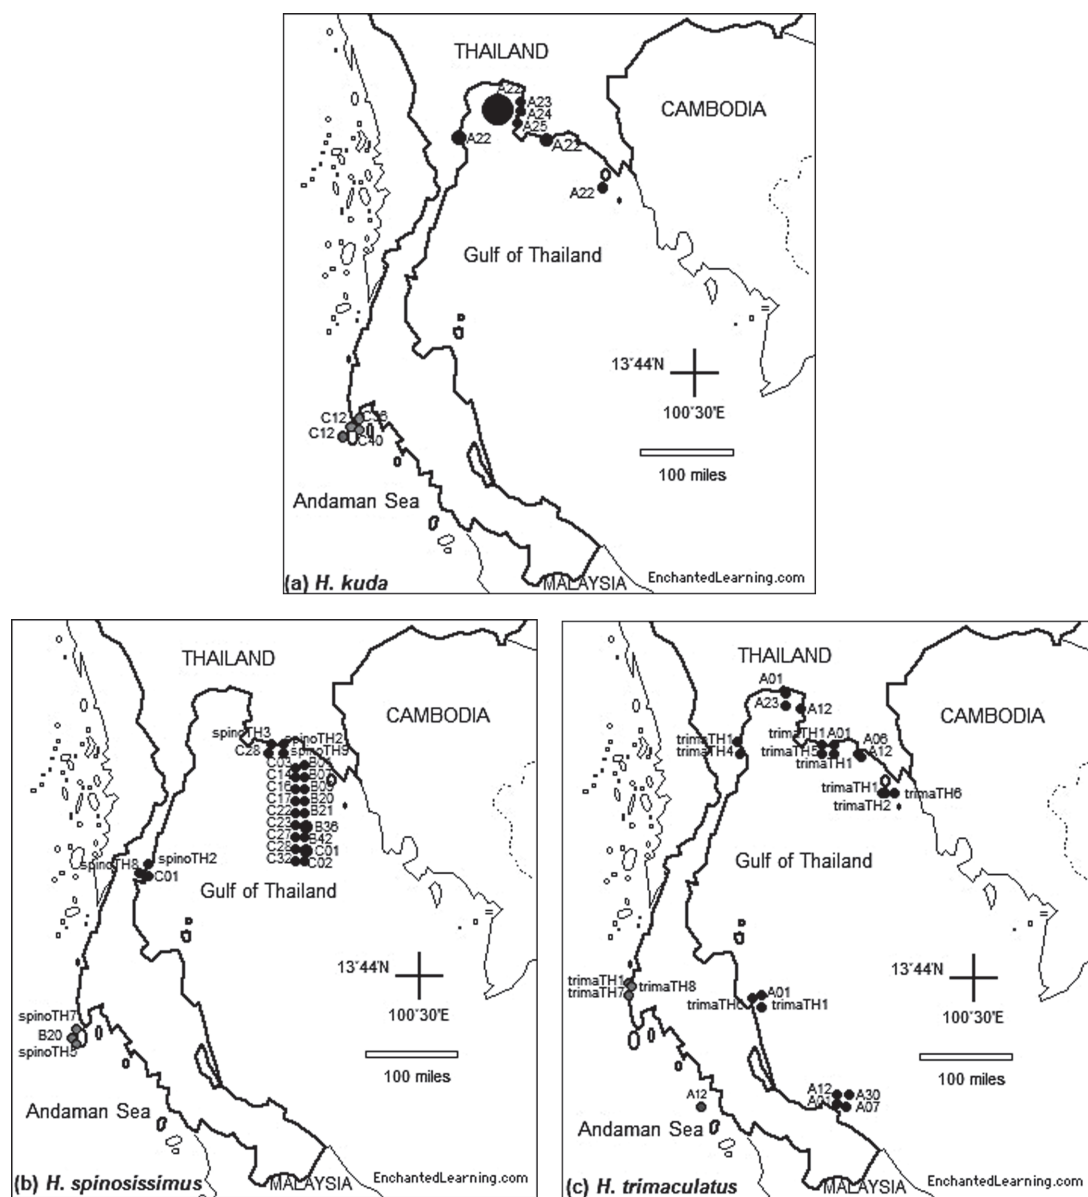 THAILAND
CAMBODIA
A22
A23
A24
A25
A22
A22
A22
Gulf of Thailand
13°44'N
100°30'E
100 miles
C12
C12
C40
Andaman Sea
MALAYSIA
EnchantedLearning.com
(a) H. kuda
THAILAND
CAMBODIA
spinoTH3
spinoTH2
C28
spinoTH9
C03
C14
B07
C16
B09
C17
B20
C22
B21
C23
B36
C27
B42
C28
C01
C32
C02
spinoTH8
spinoTH2
C01
Gulf of Thailand
13°44'N
100°30'E
100 miles
spinoTH7
B20
spinoTH5
Andaman Sea
MALAYSIA
EnchantedLearning.com
(b) H. spinosissimus
THAILAND
CAMBODIA
A01
A23
A12
trimaTH1
trimaTH4
trimaTH1
A01
trimaTH5
trimaTH1
A06
A12
trimaTH1
trimaTH6
trimaTH2
Gulf of Thailand
13°44'N
100°30'E
100 miles
trimaTH1
trimaTH8
trimaTH7
A01
trimaTH1
A12
A30
A01
A07
A12
Andaman Sea
MALAYSIA
EnchantedLearning.com
(c) H. trimaculatus